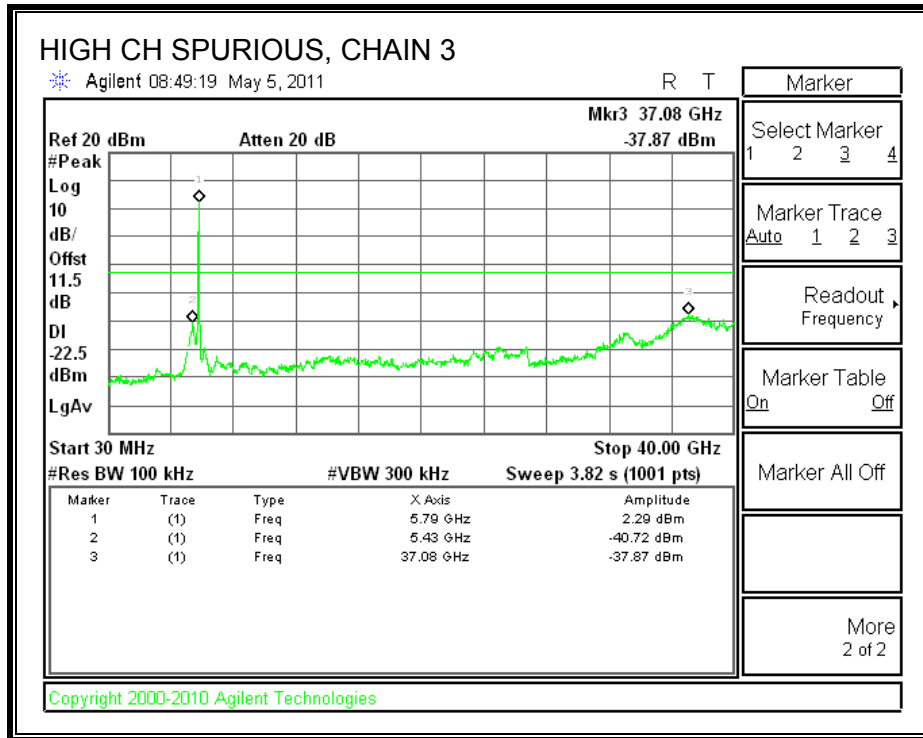 HIGH CH SPURIOUS, CHAIN 3
Agilent 08:49:19 May 5, 2011 R T
Mkr3 37.08 GHz
Ref 20 dBm Atten 20 dB -37.87 dBm
#Peak
Log
10
dB/
Offst
11.5
dB
DI
-22.5
dBm
LgAv
1
2
3
Start 30 MHz Stop 40.00 GHz
#Res BW 100 kHz #VBW 300 kHz Sweep 3.82 s (1001 pts)
Marker Trace Type X Axis Amplitude
1 (1) Freq 5.79 GHz 2.29 dBm
2 (1) Freq 5.43 GHz -40.72 dBm
3 (1) Freq 37.08 GHz -37.87 dBm
Marker
Select Marker
1 2 3 4
Marker Trace
Auto 1 2 3
Readout
Frequency
Marker Table
On Off
Marker All Off
More
2 of 2
Copyright 2000-2010 Agilent Technologies